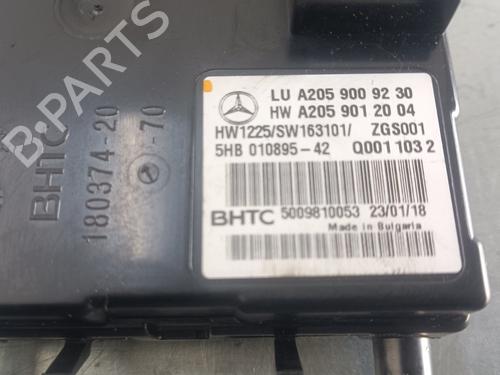 LU A205 900 92 30
HW A205 901 20 04
HW1225/SW163101/ ZGS001
5HB 010895-42 Q001 103 2
BHTC 5009810053 23/01/18
Made in Bulgaria
BHTC
180374-20
-70
B-PARTS